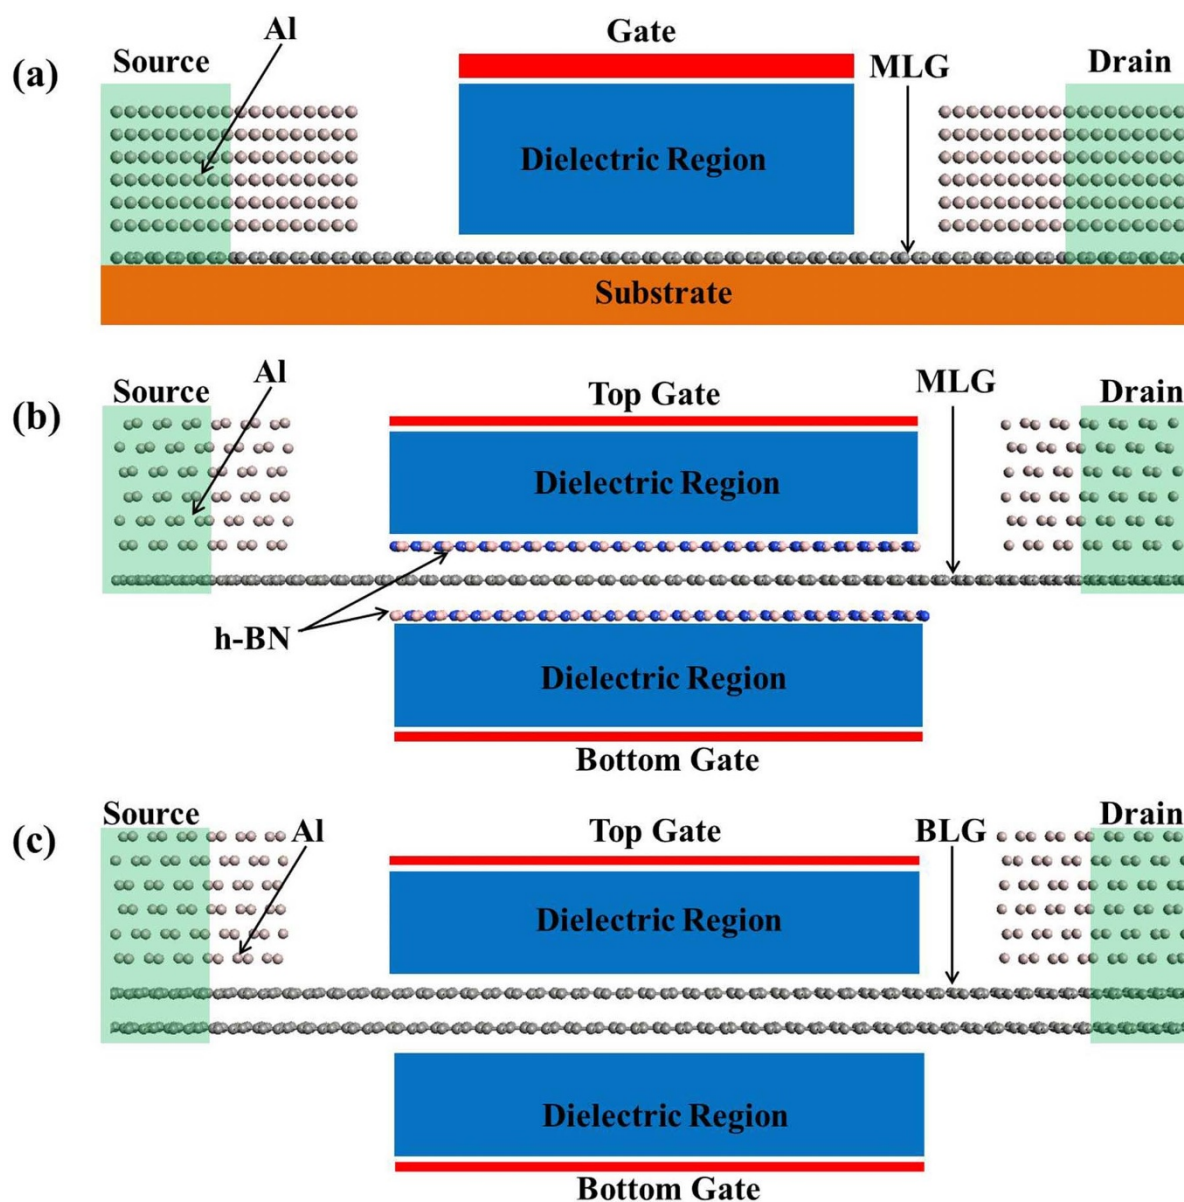 Al
Gate
Source
MLG
Drain
(a)
Dielectric Region
Substrate
Al
MLG
Source
Top Gate
Drain
(b)
Dielectric Region
h-BN
Dielectric Region
Bottom Gate
Source
Al
Top Gate
BLG
Drain
(c)
Dielectric Region
Dielectric Region
Bottom Gate